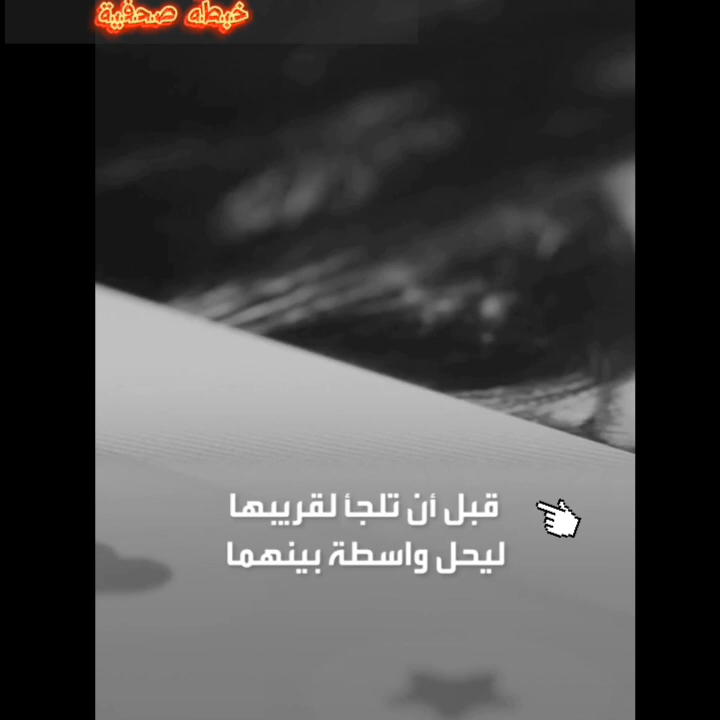 خبطه صحفية
قبل أن تلجأ لقريبها
ليحل واسطة بينهما